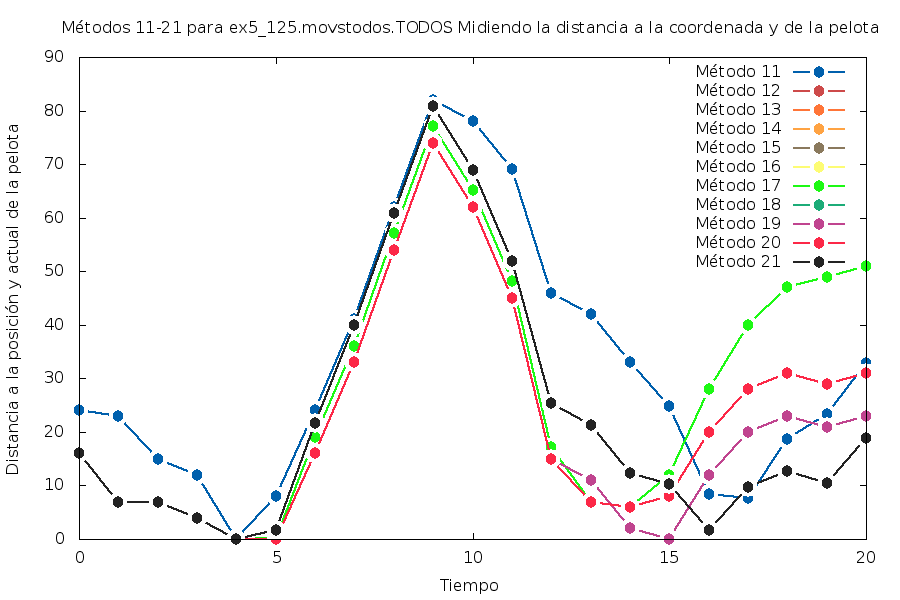 Métodos 11-21 para ex5_125.movstodos.TODOS Midiendo la distancia a la coordenada y de la pelota
90
80
70
60
50
40
30
20
10
0
Distancia a la posición y actual de la pelota
Método 11
Método 12
Método 13
Método 14
Método 15
Método 16
Método 17
Método 18
Método 19
Método 20
Método 21
0 5 10 15 20
Tiempo